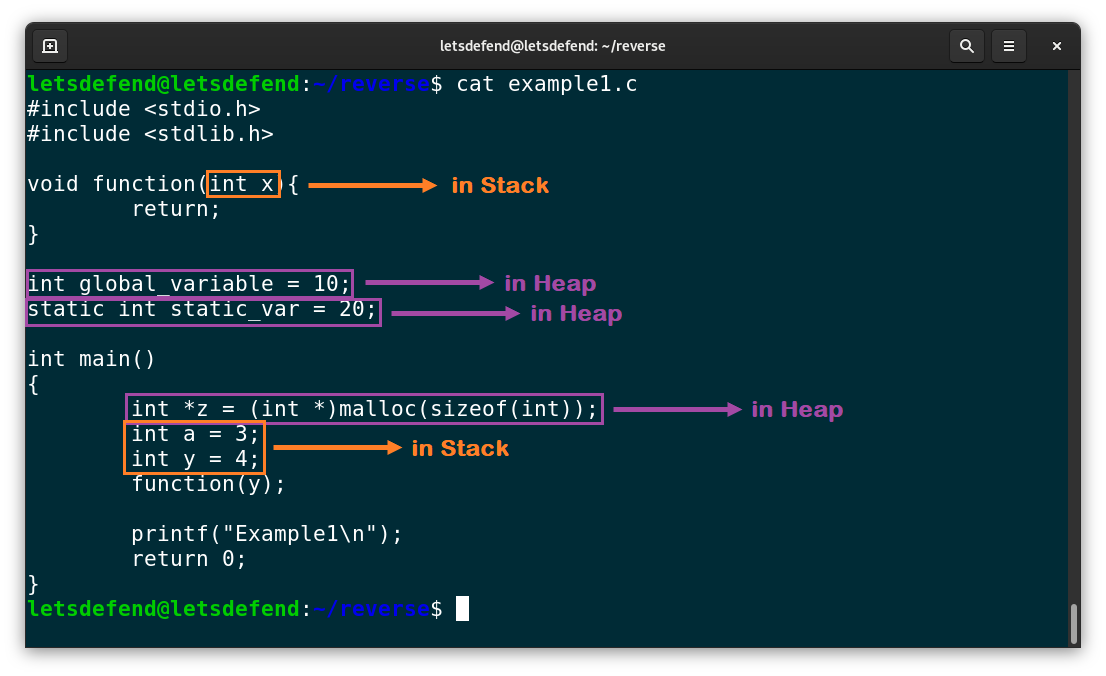 letsdefend@letsdefend: ~/reverse
letsdefend@letsdefend:~/reverse$ cat example1.c
#include <stdio.h>
#include <stdlib.h>
void function(int x){ in Stack
return;
}
int global_variable = 10; in Heap
static int static_var = 20; in Heap
int main()
{
int *z = (int *)malloc(sizeof(int)); in Heap
int a = 3;
int y = 4; in Stack
function(y);
printf("Example1\n");
return 0;
}
letsdefend@letsdefend:~/reverse$